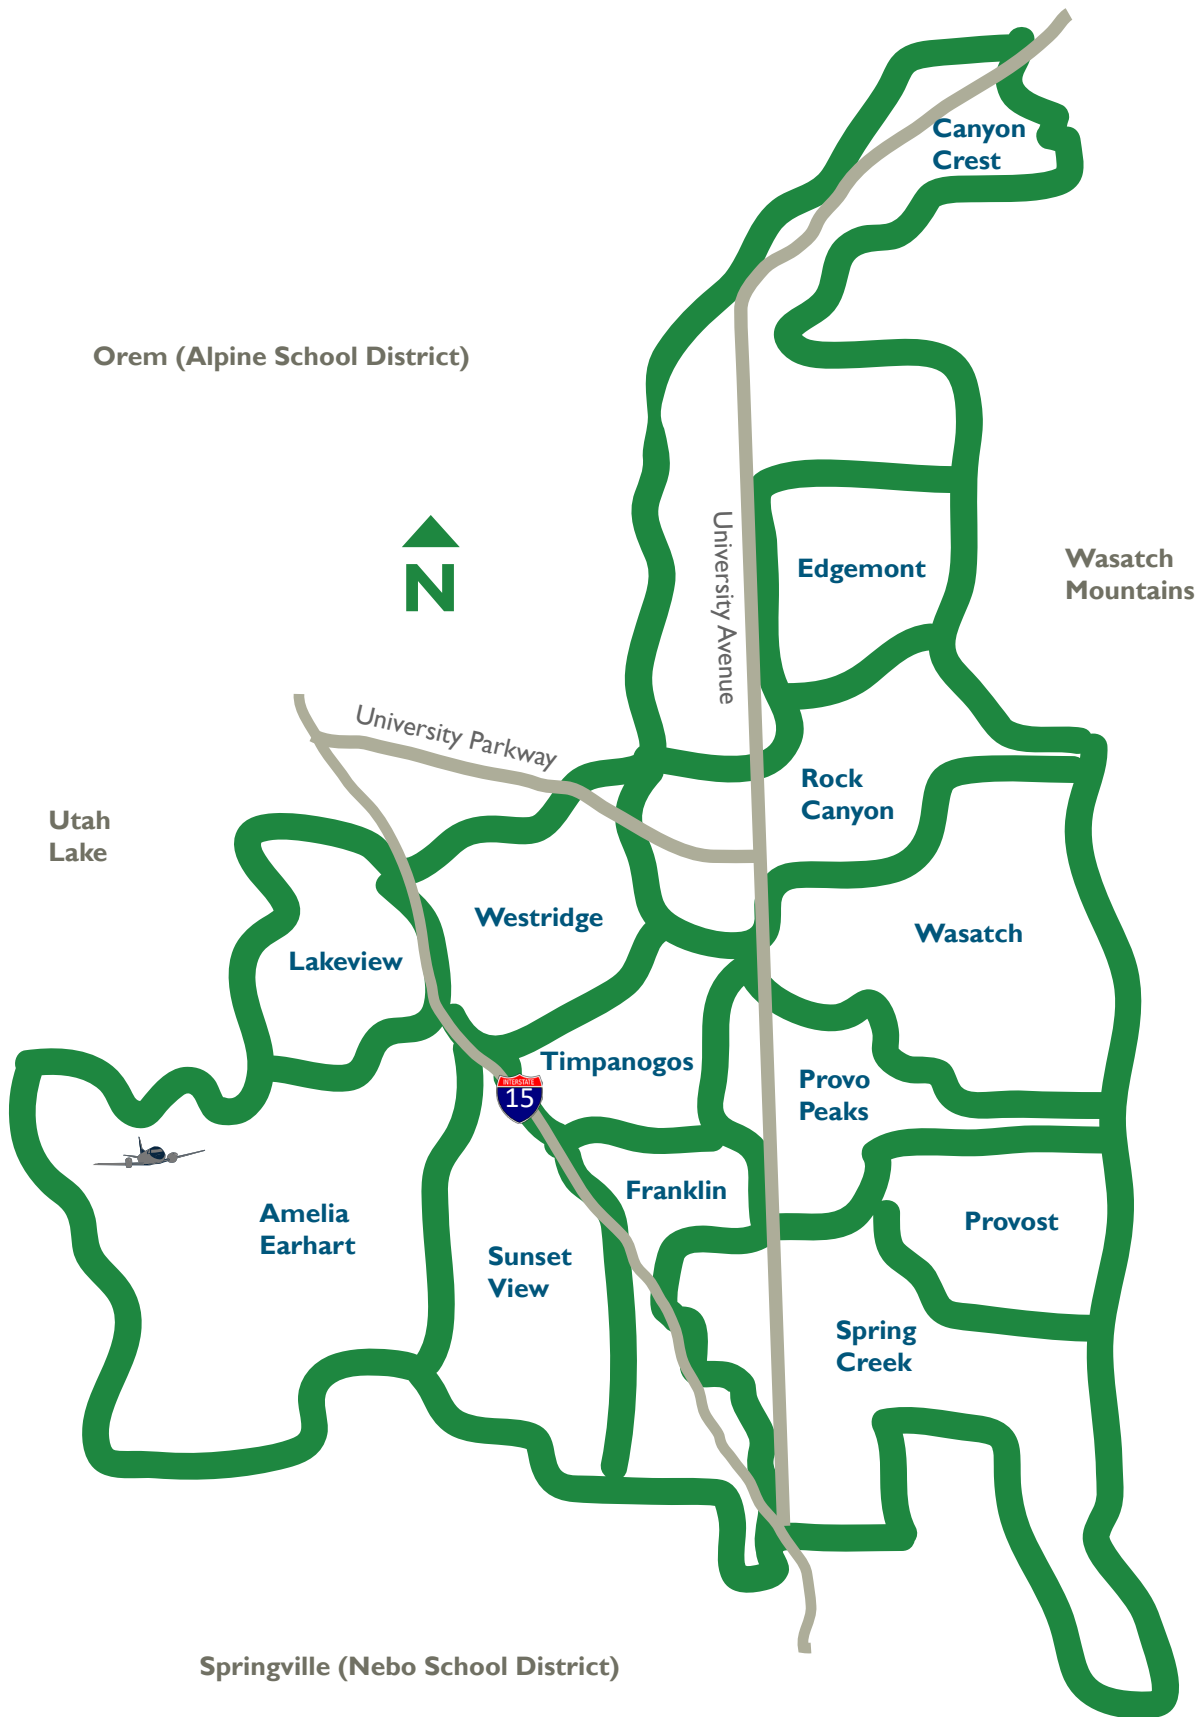 Canyon
Crest
Orem (Alpine School District)
University Avenue
Edgemont
Wasatch
Mountains
N
University Parkway
Rock
Canyon
Utah
Lake
Westridge
Wasatch
Lakeview
Timpanogos
INTERSTATE
15
Provo
Peaks
Franklin
Amelia
Earhart
Provost
Sunset
View
Spring
Creek
Springville (Nebo School District)